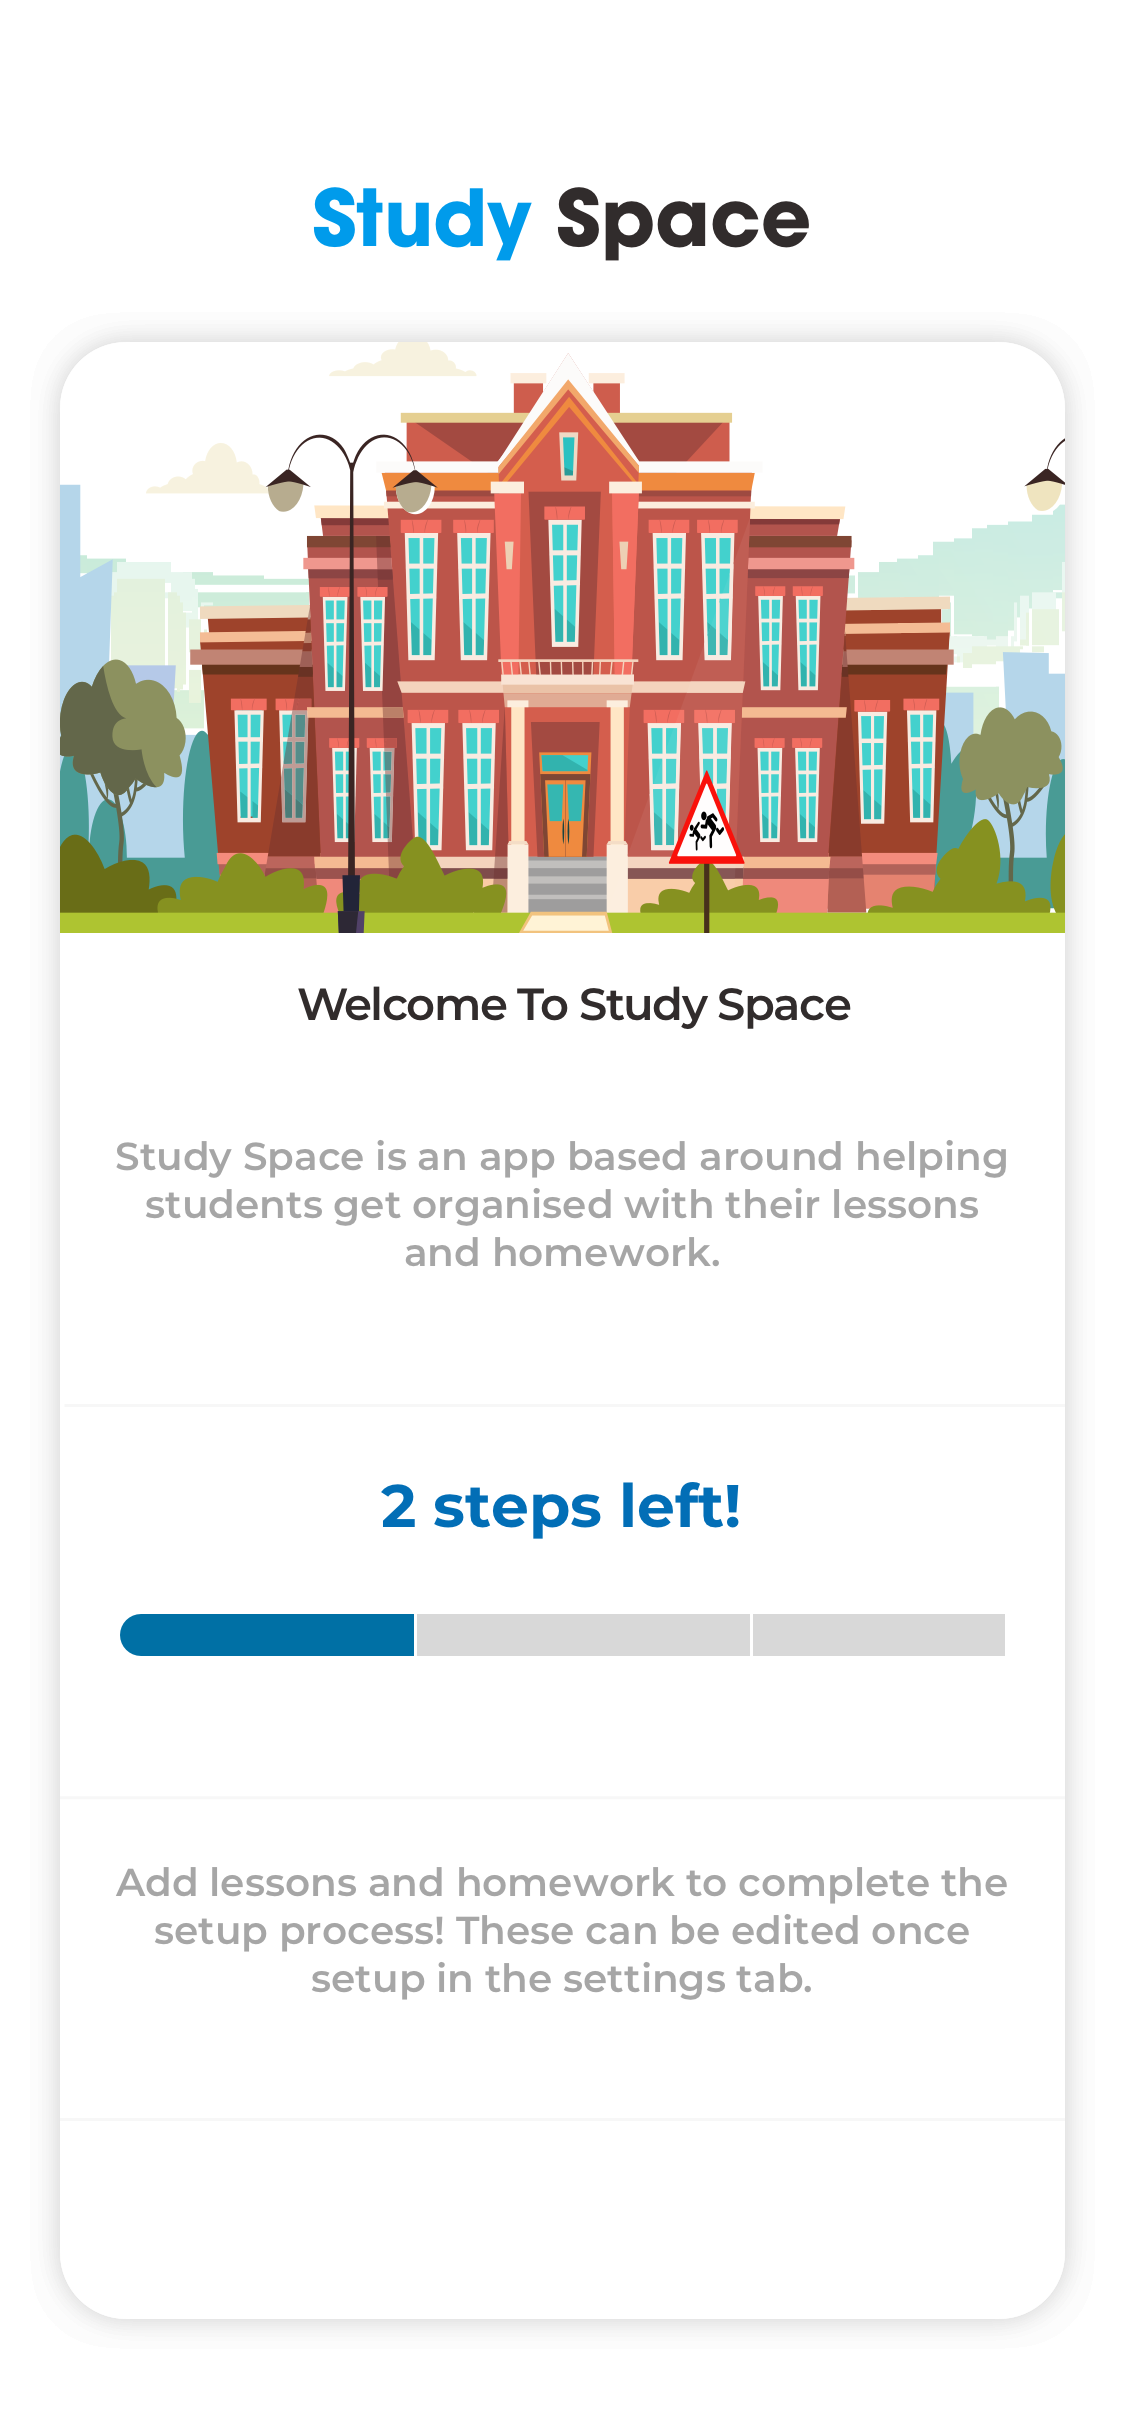 Study Space
Welcome To Study Space
Study Space is an app based around helping
students get organised with their lessons
and homework.
2 steps left!
Add lessons and homework to complete the
setup process! These can be edited once
setup in the settings tab.